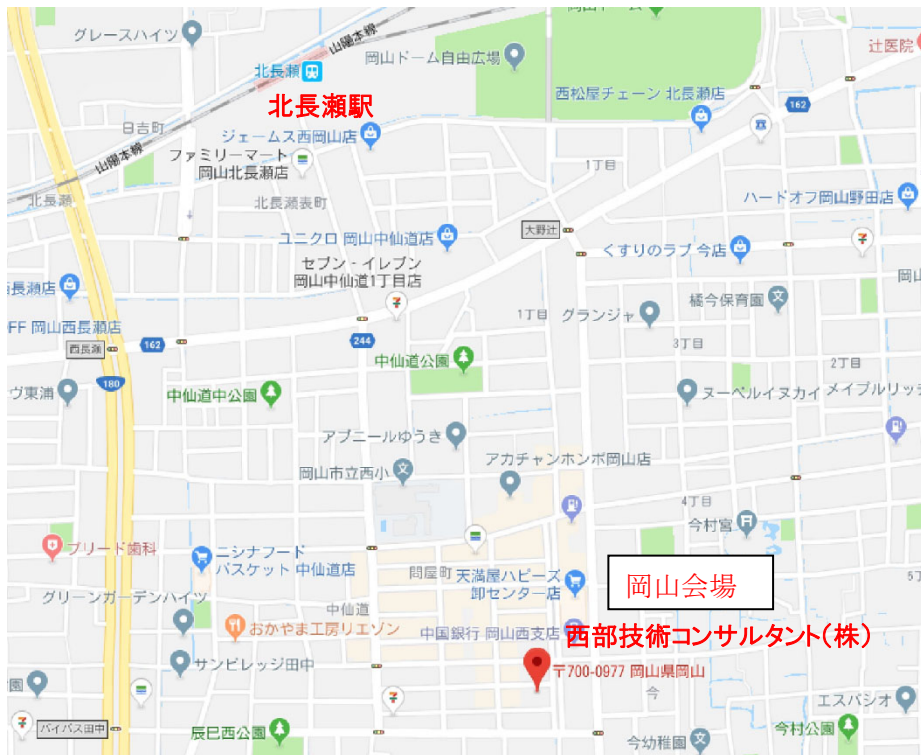 岡山ドーム
グレースハイツ
山陽本線
岡山ドーム自由広場
辻医院
北長瀬
北長瀬駅
西松屋チェーン 北長瀬店
162
日吉町
ジェームス西岡山店
ファミリーマート
岡山北長瀬店
1丁目
山陽本線
北長瀬
北長瀬表町
ハードオフ岡山野田店
大野辻
ユニクロ 岡山中仙道店
くすりのラブ 今店
セブン‐イレブン
岡山中仙道1丁目店
岡山
長瀬店
橘今保育園
1丁目
グランジャ
FF 岡山西長瀬店
西長瀬
162
244
3丁目
中仙道公園
2丁目
180
ヴ東浦
中仙道中公園
ヌーベルイヌカイ
メイプルリッチ
アブニールゆうき
岡山市立西小
アカチャンホンポ岡山店
4丁目
今村宮
ブリード歯科
ニシナフード
バスケット 中仙道店
問屋町
天満屋ハピーズ
卸センター店
岡山会場
5丁
グリーンガーデンハイツ
中仙道
おかやま工房リエゾン
中国銀行 岡山西支店
西部技術コンサルタント(株)
サンビレッジ田中
〒700-0977 岡山県岡山
今
園
エスパシオ
バイパス田中
辰巳西公園
今幼稚園
今村公園